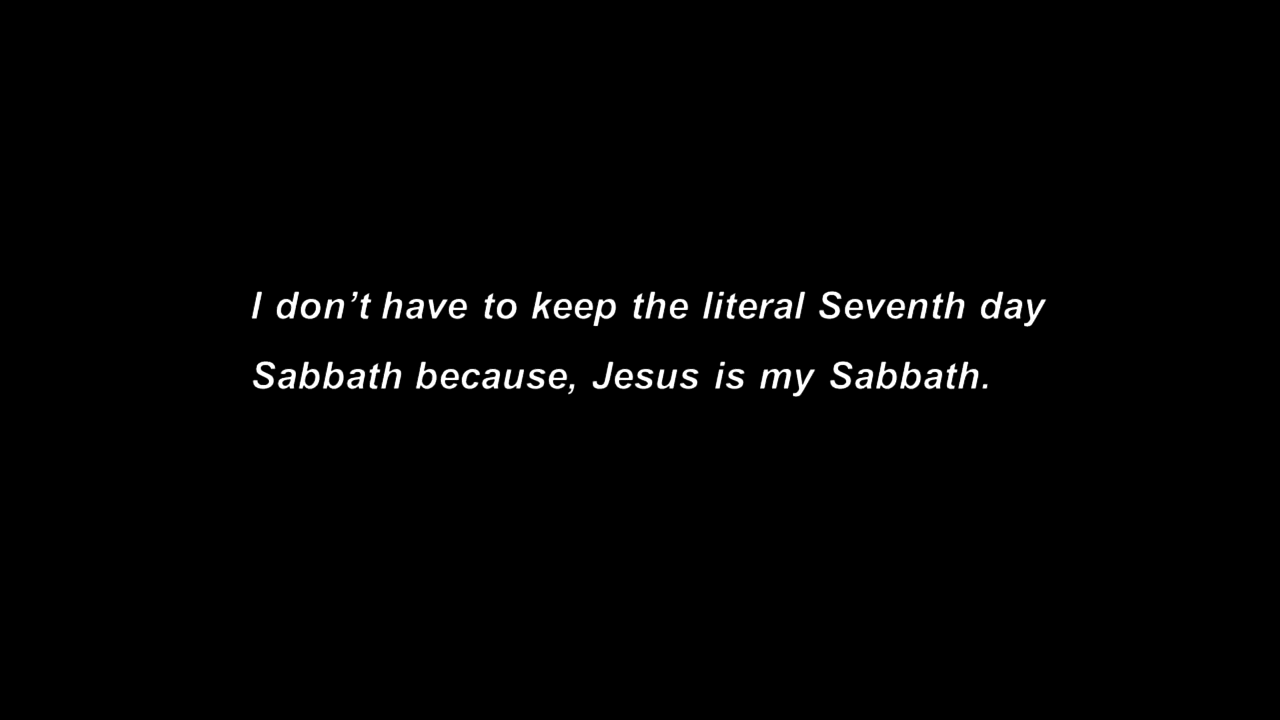 I don’t have to keep the literal Seventh day
Sabbath because, Jesus is my Sabbath.